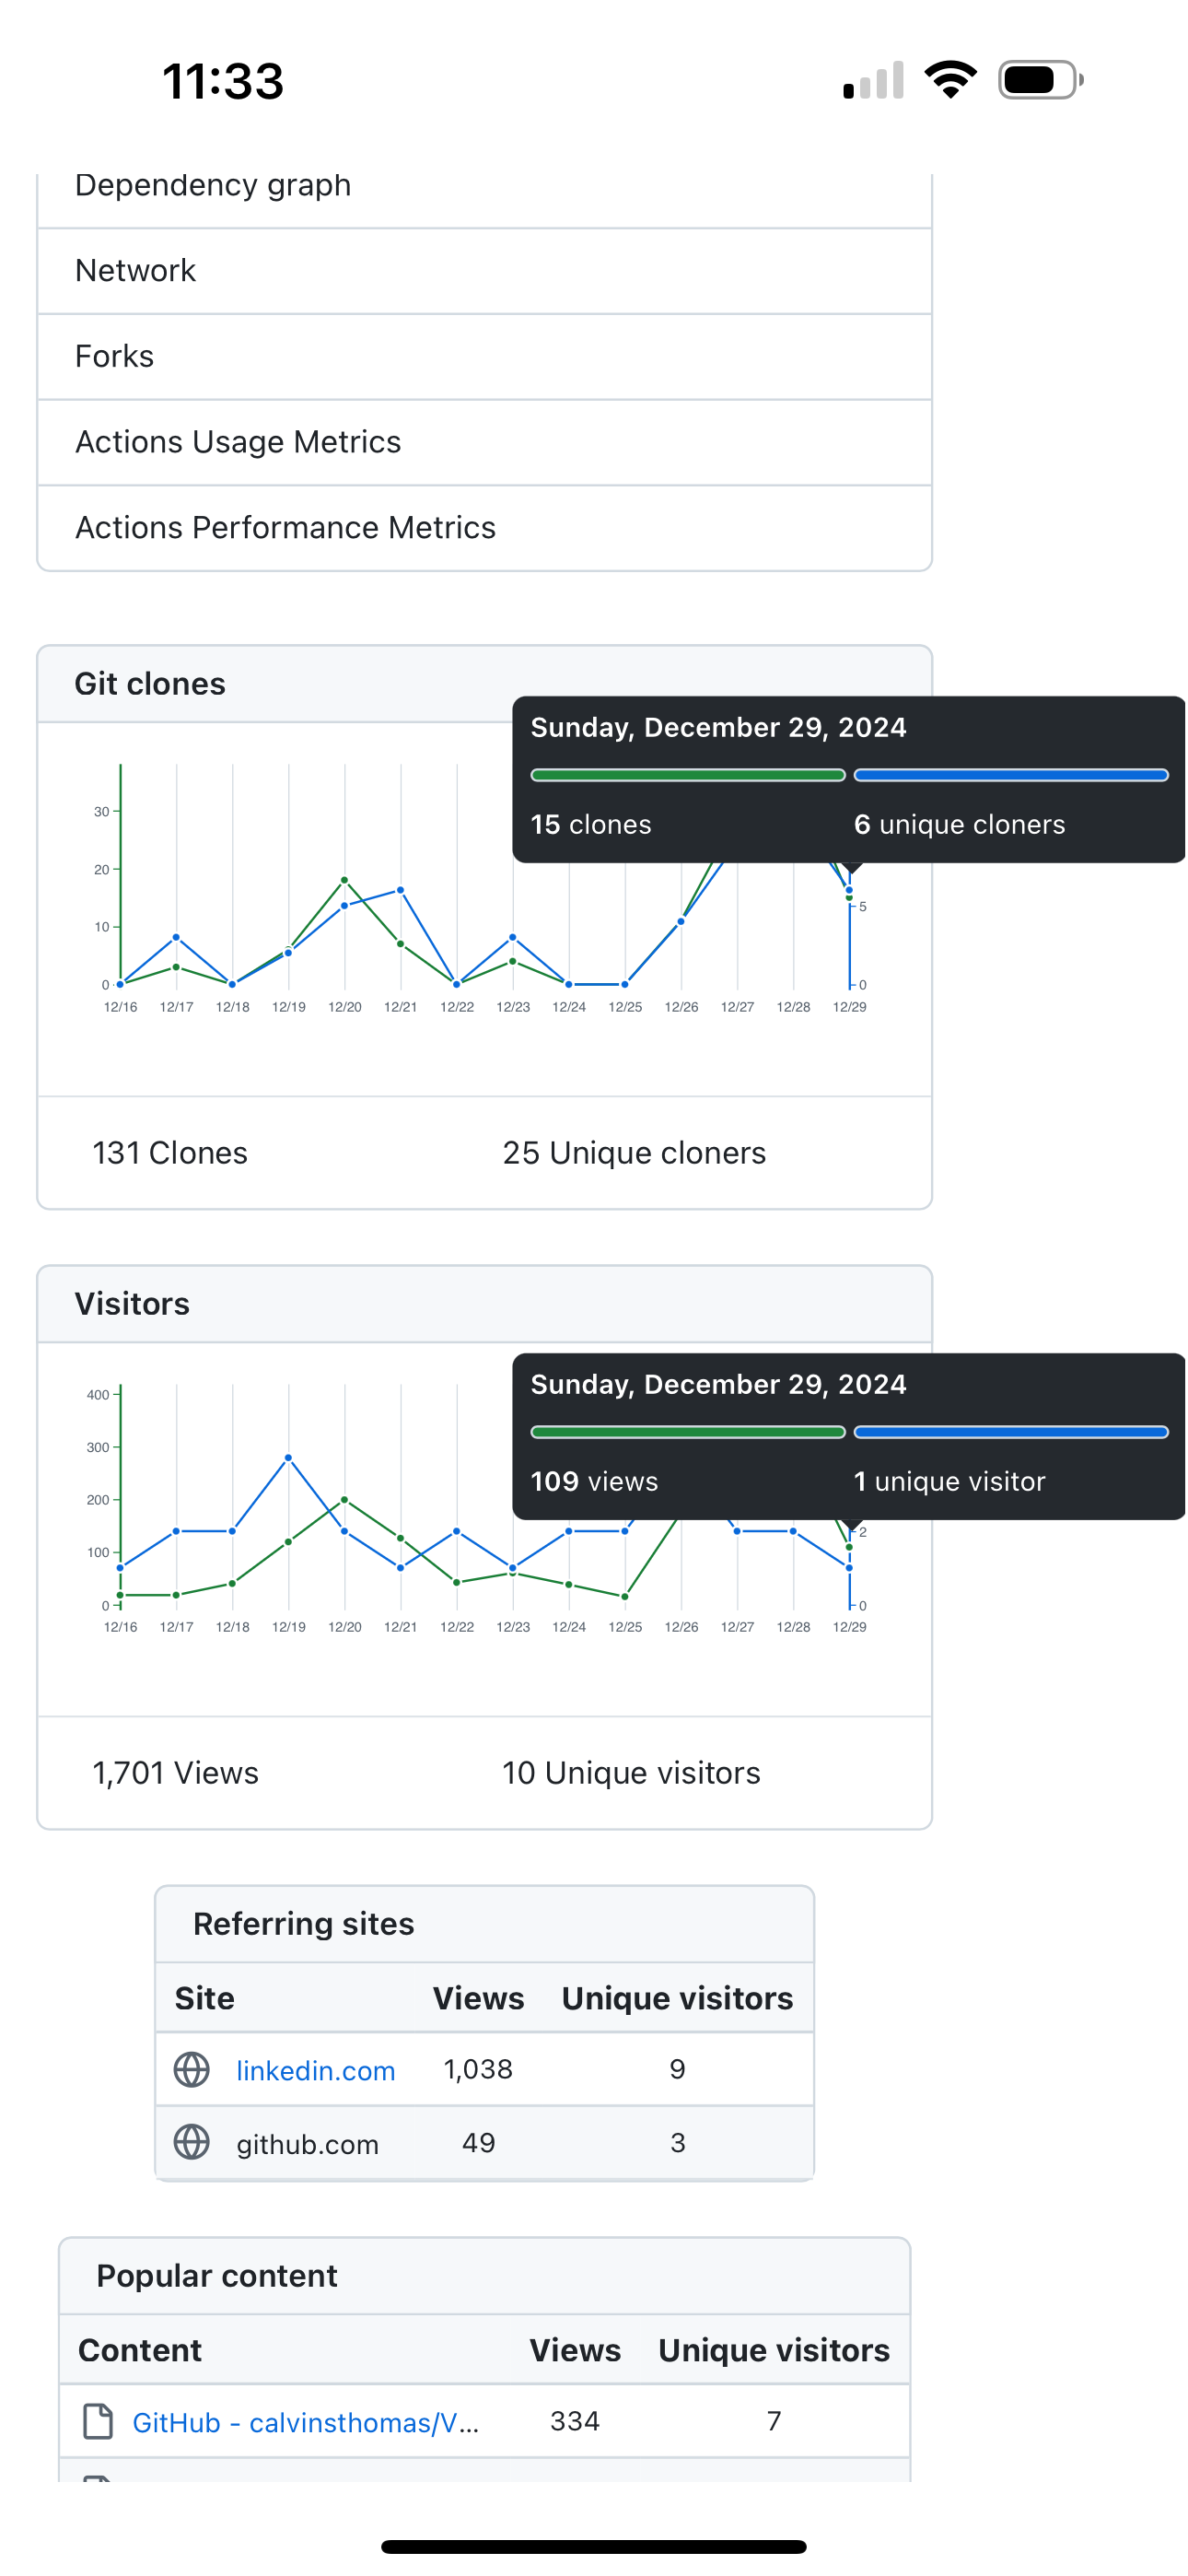 11:33
Dependency graph
Network
Forks
Actions Usage Metrics
Actions Performance Metrics
Git clones
Sunday, December 29, 2024
15 clones 6 unique cloners
30
20
10
5
0 0
12/16 12/17 12/18 12/19 12/20 12/21 12/22 12/23 12/24 12/25 12/26 12/27 12/28 12/29
131 Clones 25 Unique cloners
Visitors
Sunday, December 29, 2024
109 views 1 unique visitor
400
300
200
2
100
0 0
12/16 12/17 12/18 12/19 12/20 12/21 12/22 12/23 12/24 12/25 12/26 12/27 12/28 12/29
1,701 Views 10 Unique visitors
Referring sites
Site Views Unique visitors
linkedin.com 1,038 9
github.com 49 3
Popular content
Content Views Unique visitors
GitHub - calvinsthomas/V... 334 7